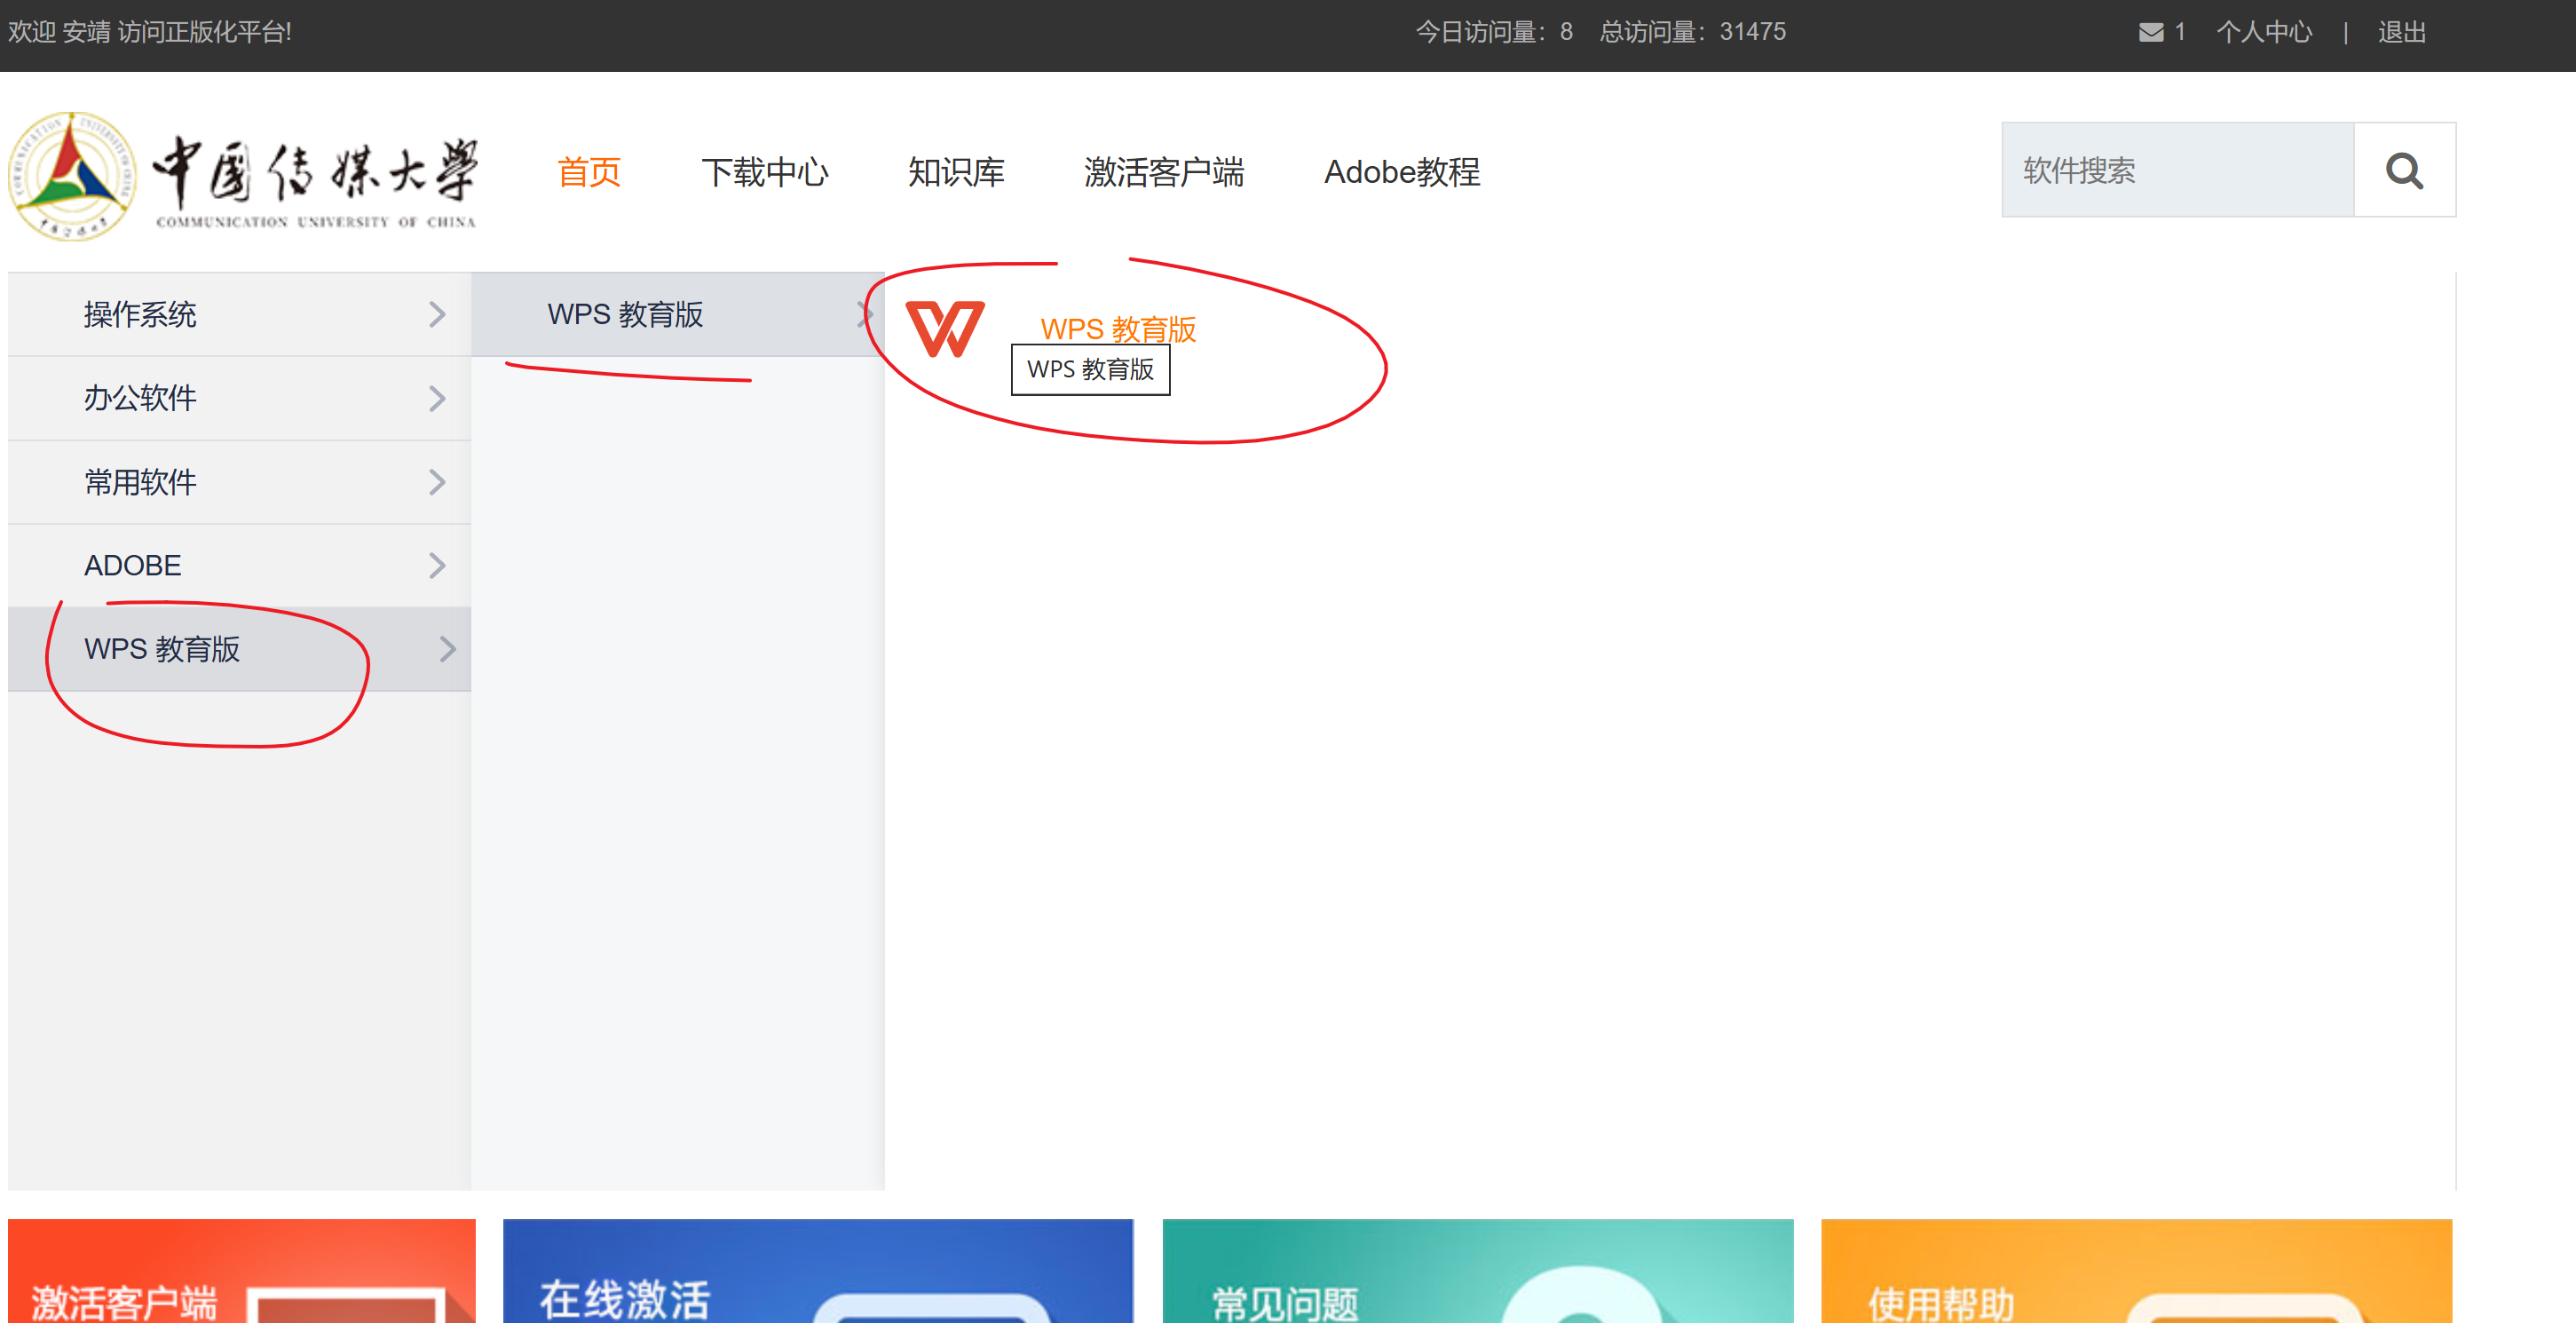 欢迎 安靖 访问正版化平台!
今日访问量：8 总访问量：31475
1 个人中心 | 退出
中国传媒大学
COMMUNICATION UNIVERSITY OF CHINA
首页 下载中心 知识库 激活客户端 Adobe教程
软件搜索
操作系统
办公软件
常用软件
ADOBE
WPS 教育版
WPS 教育版
WPS 教育版
WPS 教育版
激活客户端
在线激活
常见问题
使用帮助